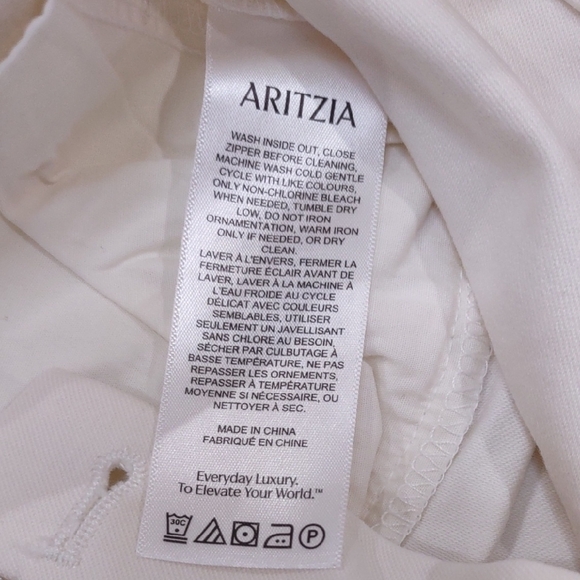 ARITZIA
WASH INSIDE OUT, CLOSE
ZIPPER BEFORE CLEANING,
MACHINE WASH COLD GENTLE
CYCLE WITH LIKE COLOURS,
ONLY NON-CHLORINE BLEACH
WHEN NEEDED, TUMBLE DRY
LOW, DO NOT IRON
ORNAMENTATION, WARM IRON
ONLY IF NEEDED, OR DRY
CLEAN.
LAVER À L'ENVERS, FERMER LA
FERMETURE ÉCLAIR AVANT DE
LAVER, LAVER À LA MACHINE À
L'EAU FROIDE AU CYCLE
DÉLICAT AVEC COULEURS
SEMBLABLES, UTILISER
SEULEMENT UN JAVELLISANT
SANS CHLORE AU BESOIN,
SÉCHER PAR CULBUTAGE À
BASSE TEMPÉRATURE, NE PAS
REPASSER LES ORNEMENTS,
REPASSER À TEMPÉRATURE
MOYENNE SI NÉCESSAIRE, OU
NETTOYER À SEC.
MADE IN CHINA
FABRIQUÉ EN CHINE
Everyday Luxury.
To Elevate Your World.™
30C P